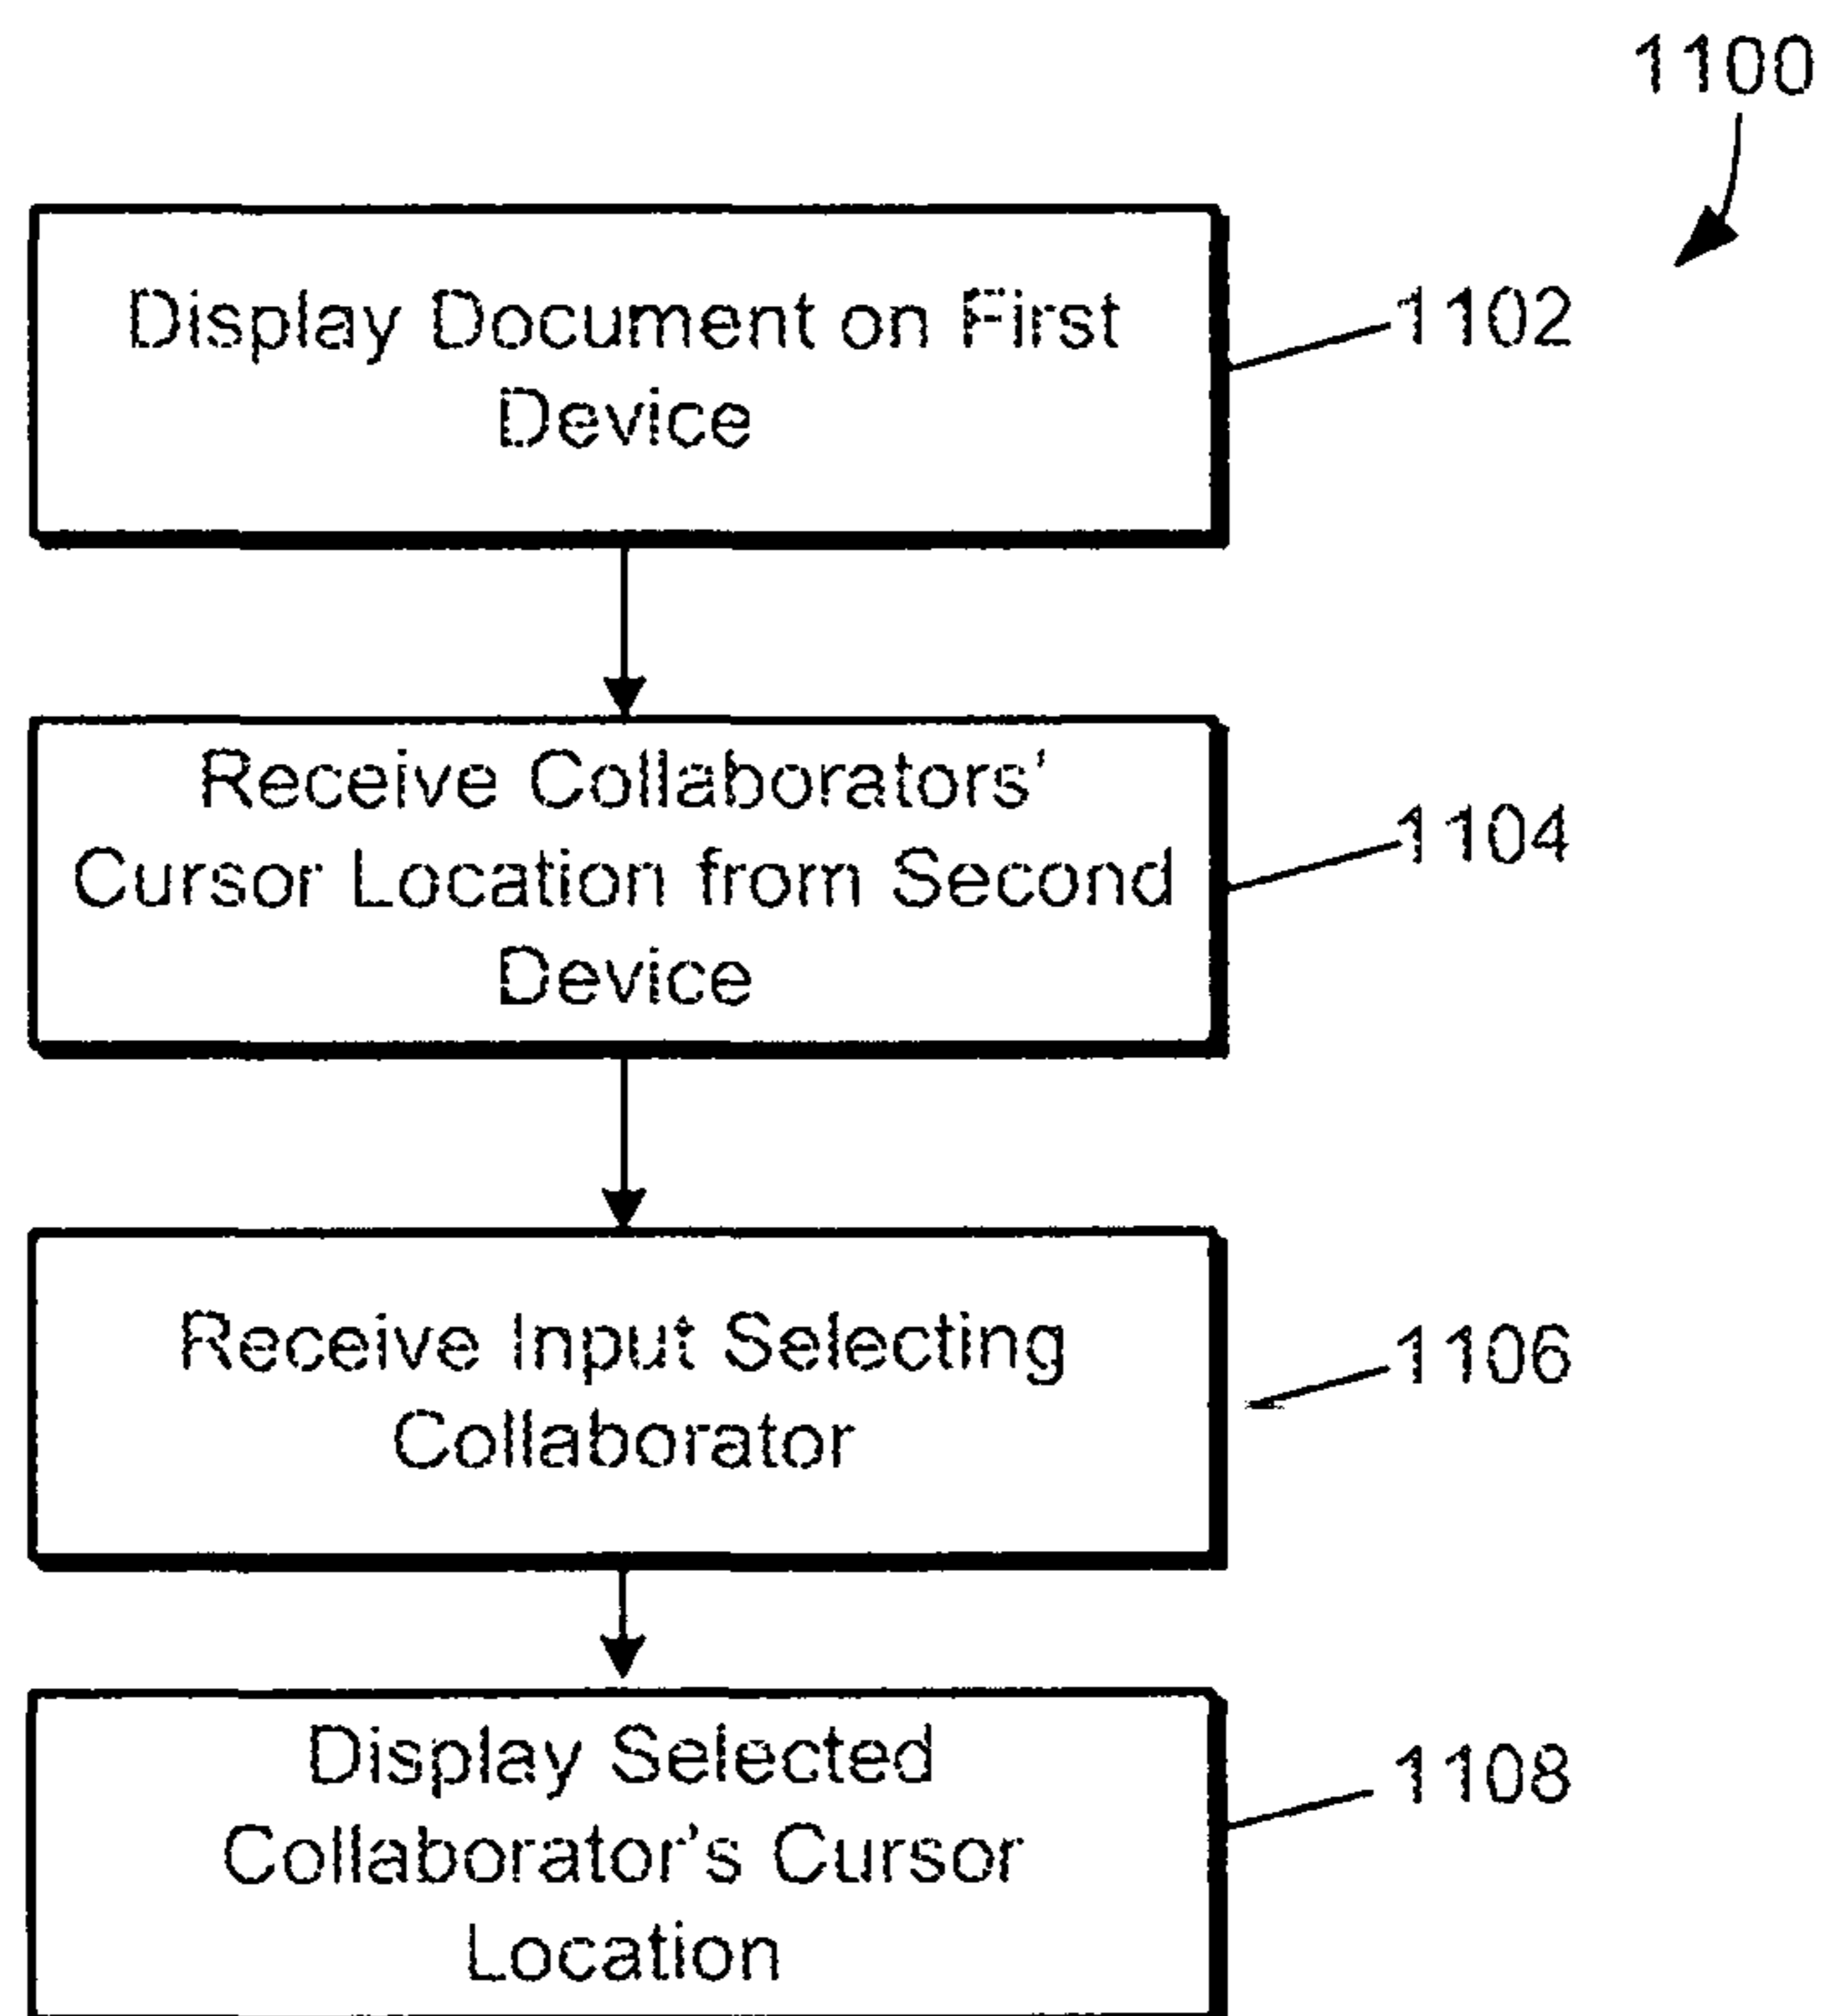 1100
Display Document on First
Device
1102
Receive Collaborators'
Cursor Location from Second
Device
1104
Receive Input Selecting
Collaborator
1106
Display Selected
Collaborator's Cursor
Location
1108